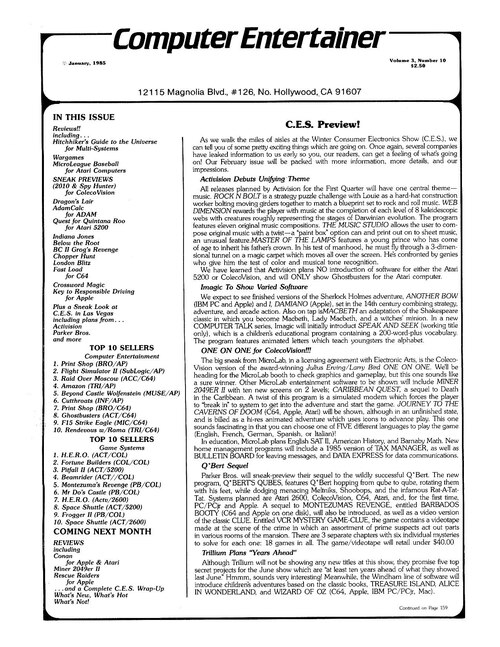 Computer Entertainer
© January, 1985
Volume 3, Number 10
$2.50
12115 Magnolia Blvd., #126, No. Hollywood, CA 91607
IN THIS ISSUE
Reviews!!
including...
Hitchhiker's Guide to the Universe
for Multi-Systems
Wargames
MicroLeague Baseball
for Atari Computers
SNEAK PREVIEWS
(2010 & Spy Hunter)
for ColecoVision
Dragon's Lair
AdamCalc
for ADAM
Quest for Quintana Roo
for Atari 5200
Indiana Jones
Below the Root
BC II Grog's Revenge
Chopper Hunt
London Blitz
Fast Load
for C64
Crossword Magic
Key to Responsible Driving
for Apple
Plus a Sneak Look at
C.E.S. in Las Vegas
including plans from...
Activision
Parker Bros.
and more
TOP 10 SELLERS
Computer Entertainment
1. Print Shop (BRO/AP)
2. Flight Simulator II (SubLogic/AP)
3. Raid Over Moscow (ACC/C64)
4. Amazon (TRI/AP)
5. Beyond Castle Wolfenstein (MUSE/AP)
6. Cutthroats (INF/AP)
7. Print Shop (BRO/C64)
8. Ghostbusters (ACT/C64)
9. F15 Strike Eagle (MIC/C64)
10. Rendezvous w/Rama (TRI/C64)
TOP 10 SELLERS
Game Systems
1. H.E.R.O. (ACT/COL)
2. Fortune Builders (COL/COL)
3. Pitfall II (ACT/5200)
4. Beamrider (ACT//COL)
5. Montezuma's Revenge (PB/COL)
6. Mr Do's Castle (PB/COL)
7. H.E.R.O. (Actv/2600)
8. Space Shuttle (ACT/5200)
9. Frogger II (PB/COL)
10. Space Shuttle (ACT/2600)
COMING NEXT MONTH
REVIEWS
including
Conan
for Apple & Atari
Miner 2049er II
Rescue Raiders
for Apple
...and a Complete C.E.S. Wrap-Up
What's New, What's Hot
What's Not!
C.E.S. Preview!
As we walk the miles of aisles at the Winter Consumer Electronics Show (C.E.S.), we
can tell you of some pretty exciting things which are going on. Once again, several companies
have leaked information to us early so you, our readers, can get a feeling of what's going
on! Our February issue will be packed with more information, more details, and our
impressions.
Activision Debuts Unifying Theme
All releases planned by Activision for the First Quarter will have one central theme—
music. ROCK N BOLT is a strategy puzzle challenge with Louie as a hard-hat construction
worker bolting moving girders together to match a blueprint set to rock and roll music. WEB
DIMENSION rewards the player with music at the completion of each level of 8 kaleidoscopic
webs with creatures roughly representing the stages of Darwinian evolution. The program
features eleven original music compositions. THE MUSIC STUDIO allows the user to com-
pose original music with a twist—a "paint box" option can and print out on to sheet music,
an unusual feature. MASTER OF THE LAMPS features a young prince who has come
of age to inherit his father's crown. In his test of manhood, he must fly through a 3-dimen-
sional tunnel on a magic carpet which moves all over the screen. He's confronted by genies
who give him the test of color and musical tone recognition.
We have learned that Activision plans NO introduction of software for either the Atari
5200 or ColecoVision, and will ONLY show Ghostbusters for the Atari computer.
Imagic To Show Varied Software
We expect to see finished versions of the Sherlock Holmes adventure, ANOTHER BOW
(IBM PC and Apple) and I, DAMIANO (Apple), set in the 14th century combining strategy,
adventure, and arcade action. Also on tap is MACBETH an adaptation of the Shakespeare
classic in which you become Macbeth, Lady Macbeth, and a witches' minion. In a new
COMPUTER TALK series, Imagic will initially introduce SPEAK AND SEEK (working title
only), which is a children's educational program containing a 200-word-plus vocabulary.
The program features animated letters which teach youngsters the alphabet.
ONE ON ONE for ColecoVision!!
The big sneak from MicroLab, in a licensing agreement with Electronic Arts, is the Coleco-
Vision version of the award-winning Julius Erving/Larry Bird ONE ON ONE. We'll be
heading for the MicroLab booth to check graphics and gameplay, but this one sounds like
a sure winner. Other MicroLab entertainment software to be shown will include MINER
2049ER II with ten new screens on 2 levels; CARIBBEAN QUEST, a sequel to Death
in the Caribbean. A twist of this program is a simulated modem which forces the player
to "break in" to system to get into the adventure and start the game. JOURNEY TO THE
CAVERNS OF DOOM (C64, Apple, Atari) will be shown, although in an unfinished state,
and is billed as a hi-res animated adventure which uses icons to advance play. This one
sounds fascinating in that you can choose one of FIVE different languages to play the game
(English, French, German, Spanish, or Italian)!
In education, MicroLab plans English SAT II, American History, and Barnaby Math. New
home management programs will include a 1985 version of TAX MANAGER, as well as
BULLETIN BOARD for leaving messages, and DATA EXPRESS for data communications.
Q*Bert Sequel
Parker Bros. will sneak-preview their sequel to the wildly successful Q*Bert. The new
program, Q*BERT'S QUBES, features Q*Bert hopping from qube to qube, rotating them
with his feet, while dodging menacing Meltniks, Shoobops, and the infamous Rat-A-Tat-
Tat. Systems planned are Atari 2600, ColecoVision, C64, Atari, and, for the first time,
PC/PCjr and Apple. A sequel to MONTEZUMA'S REVENGE, entitled BARBADOS
BOOTY (C64 and Apple on one disk), will also be introduced, as well as a video version
of the classic CLUE. Entitled VCR MYSTERY GAME-CLUE, the game contains a videotape
made at the scene of the crime in which an assortment of prime suspects act out parts
in various rooms of the mansion. There are 3 separate chapters with six individual mysteries
to solve for each one: 18 games in all. The game/videotape will retail under $40.00
Trillium Plans "Years Ahead"
Although Trillium will not be showing any new titles at this show, they promise five top
secret projects for the June show which are "at least ten years ahead of what they showed
last June." Hmmm, sounds very interesting! Meanwhile, the Windham line of software will
introduce children's adventures based on the classic books, TREASURE ISLAND, ALICE
IN WONDERLAND, and WIZARD OF OZ (C64, Apple, IBM PC/PCjr, Mac).
Continued on Page 159